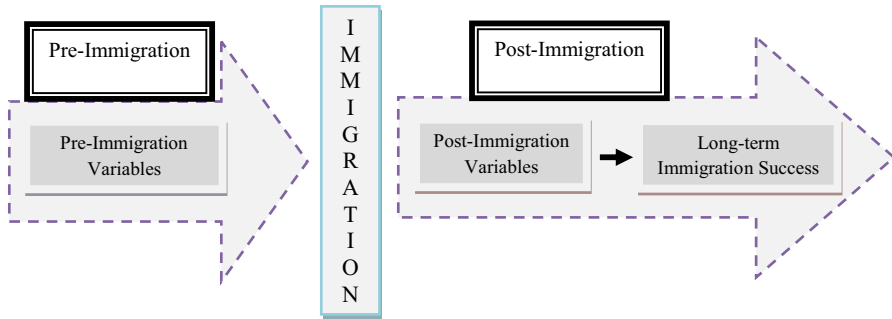 Pre-Immigration
Pre-Immigration
Variables
I
M
M
I
G
R
A
T
I
O
N
Post-Immigration
Post-Immigration
Variables
Long-term
Immigration Success